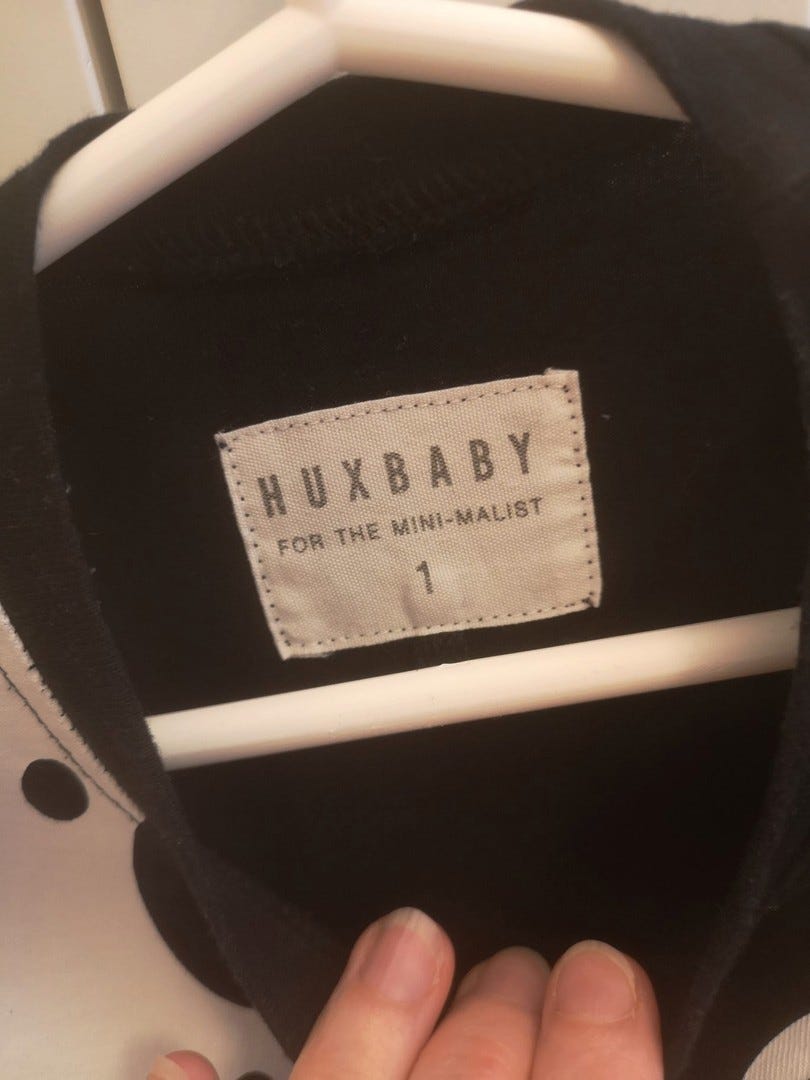 HUXBABY
FOR THE MINI-MALIST
1